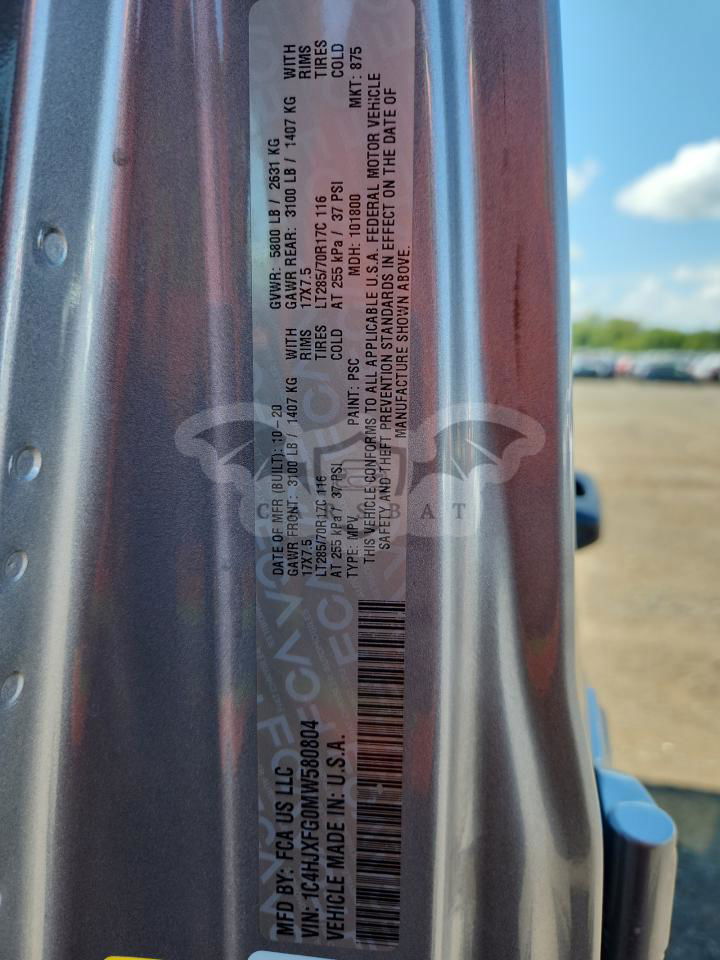 MFD BY: FCA US LLC
VIN: 1C4HJXFG0MW580804
VEHICLE MADE IN: U.S.A.
DATE OF MFR (BUILT): 10-20 GVWR: 5800 LB / 2631 KG
GAWR FRONT: 3100 LB / 1407 KG WITH GAWR REAR: 3100 LB / 1407 KG WITH
17X7.5 RIMS 17X7.5 RIMS
LT285/70R17C 116 TIRES LT285/70R17C 116 TIRES
AT 255 kPa / 37 PSI COLD AT 255 kPa / 37 PSI COLD
TYPE: MPV PAINT: PSC MDH: 101800 MKT: 875
THIS VEHICLE CONFORMS TO ALL APPLICABLE U.S.A. FEDERAL MOTOR VEHICLE
SAFETY AND THEFT PREVENTION STANDARDS IN EFFECT ON THE DATE OF
MANUFACTURE SHOWN ABOVE.
CARSBAT